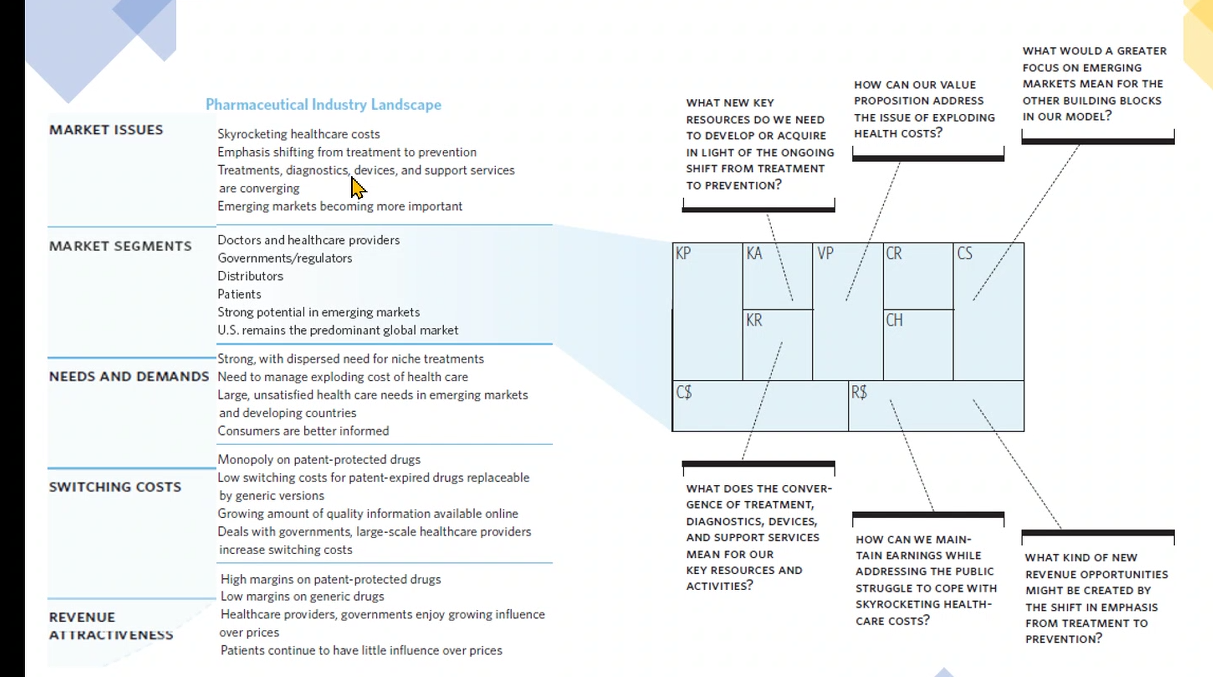 Pharmaceutical Industry Landscape
MARKET ISSUES
Skyrocketing healthcare costs
Emphasis shifting from treatment to prevention
Treatments, diagnostics, devices, and support services
are converging
Emerging markets becoming more important
MARKET SEGMENTS
Doctors and healthcare providers
Governments/regulators
Distributors
Patients
Strong potential in emerging markets
U.S. remains the predominant global market
NEEDS AND DEMANDS
Strong, with dispersed need for niche treatments
Need to manage exploding cost of health care
Large, unsatisfied health care needs in emerging markets
and developing countries
Consumers are better informed
SWITCHING COSTS
Monopoly on patent-protected drugs
Low switching costs for patent-expired drugs replaceable
by generic versions
Growing amount of quality information available online
Deals with governments, large-scale healthcare providers
increase switching costs
REVENUE
ATTRACTIVENESS
High margins on patent-protected drugs
Low margins on generic drugs
Healthcare providers, governments enjoy growing influence
over prices
Patients continue to have little influence over prices
WHAT NEW KEY
RESOURCES DO WE NEED
TO DEVELOP OR ACQUIRE
IN LIGHT OF THE ONGOING
SHIFT FROM TREATMENT
TO PREVENTION?
HOW CAN OUR VALUE
PROPOSITION ADDRESS
THE ISSUE OF EXPLODING
HEALTH COSTS?
WHAT WOULD A GREATER
FOCUS ON EMERGING
MARKETS MEAN FOR THE
OTHER BUILDING BLOCKS
IN OUR MODEL?
KP
KA
VP
CR
CS
KR
CH
C$
R$
WHAT DOES THE CONVER-
GENCE OF TREATMENT,
DIAGNOSTICS, DEVICES,
AND SUPPORT SERVICES
MEAN FOR OUR
KEY RESOURCES AND
ACTIVITIES?
HOW CAN WE MAIN-
TAIN EARNINGS WHILE
ADDRESSING THE PUBLIC
STRUGGLE TO COPE WITH
SKYROCKETING HEALTH-
CARE COSTS?
WHAT KIND OF NEW
REVENUE OPPORTUNITIES
MIGHT BE CREATED BY
THE SHIFT IN EMPHASIS
FROM TREATMENT TO
PREVENTION?